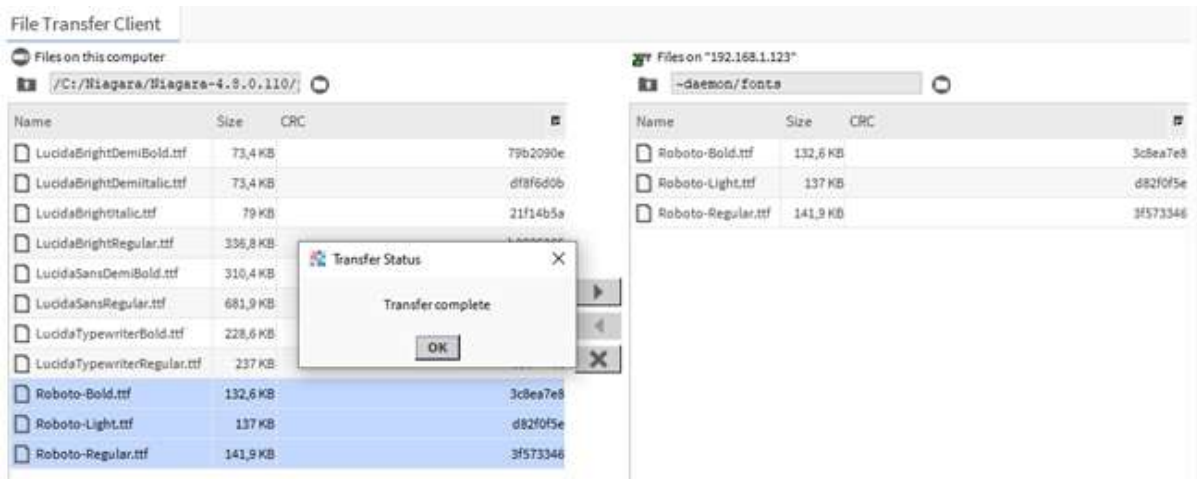 File Transfer Client
Files on this computer
/C:/Niagara/Niagara-4.8.0.110/
Name Size CRC
LucidaBrightDemiBold.ttf 73,4 KB 79b2090e
LucidaBrightDemiItalic.ttf 73,4 KB df8f6d0b
LucidaBrightItalic.ttf 79 KB 21f14b5a
LucidaBrightRegular.ttf 336,8 KB
LucidaSansDemiBold.ttf 310,4 KB
LucidaSansRegular.ttf 681,9 KB
LucidaTypewriterBold.ttf 228,6 KB
LucidaTypewriterRegular.ttf 237 KB
Roboto-Bold.ttf 132,6 KB 3c8ea7e8
Roboto-Light.ttf 137 KB d82f0f5e
Roboto-Regular.ttf 141,9 KB 3f573346
Transfer Status
Transfer complete
OK
Files on "192.168.1.123"
~daemon/fonts
Name Size CRC
Roboto-Bold.ttf 132,6 KB 3c8ea7e8
Roboto-Light.ttf 137 KB d82f0f5e
Roboto-Regular.ttf 141,9 KB 3f573346